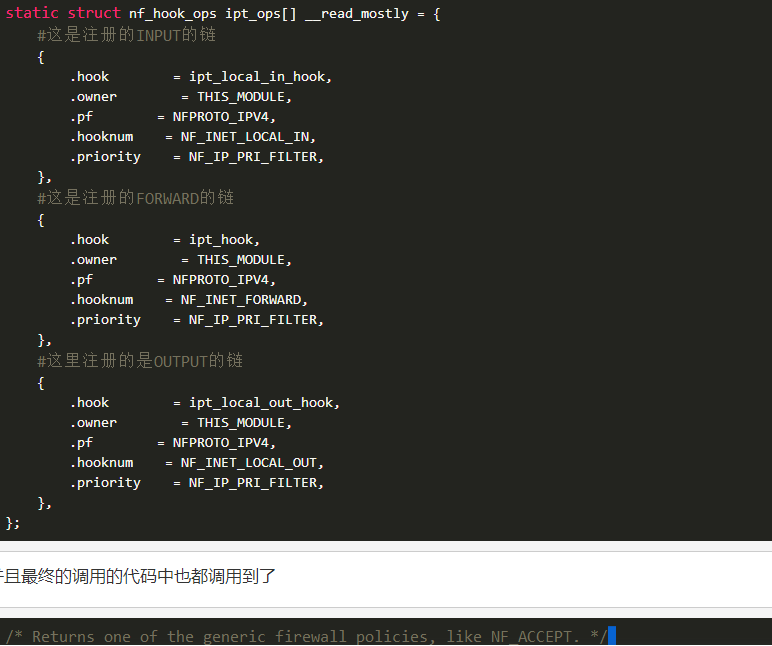 static struct nf_hook_ops ipt_ops[] __read_mostly = {
#这是注册的INPUT的链
{
.hook = ipt_local_in_hook,
.owner = THIS_MODULE,
.pf = NFPROTO_IPV4,
.hooknum = NF_INET_LOCAL_IN,
.priority = NF_IP_PRI_FILTER,
},
#这是注册的FORWARD的链
{
.hook = ipt_hook,
.owner = THIS_MODULE,
.pf = NFPROTO_IPV4,
.hooknum = NF_INET_FORWARD,
.priority = NF_IP_PRI_FILTER,
},
#这里注册的是OUTPUT的链
{
.hook = ipt_local_out_hook,
.owner = THIS_MODULE,
.pf = NFPROTO_IPV4,
.hooknum = NF_INET_LOCAL_OUT,
.priority = NF_IP_PRI_FILTER,
},
};
且最终的调用的代码中也都调用到了
/* Returns one of the generic firewall policies, like NF_ACCEPT. */